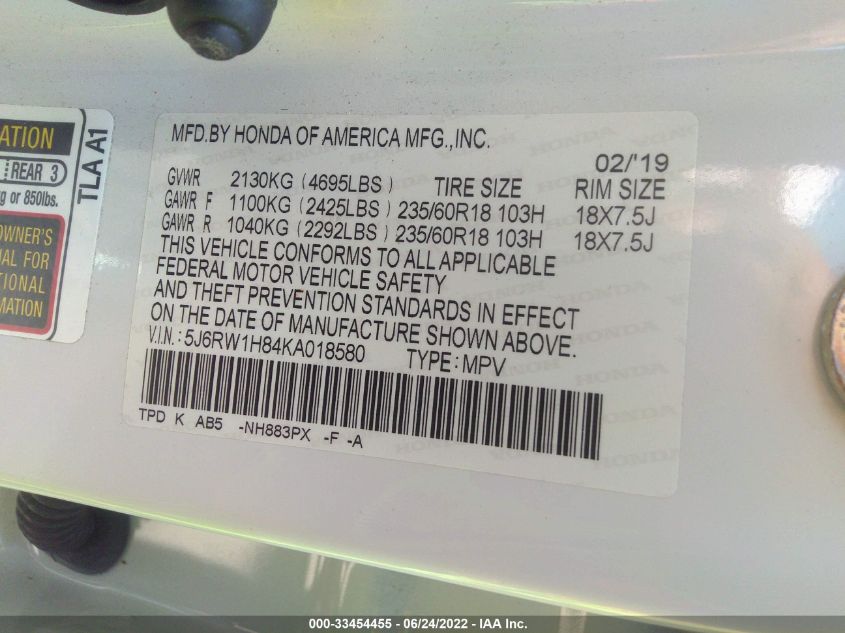 ATION
REAR 3
g or 850lbs.
OWNER'S
UAL FOR
TIONAL
MATION
TLA A1
MFD.BY HONDA OF AMERICA MFG.,INC.
02/'19
GVWR 2130KG (4695LBS) TIRE SIZE RIM SIZE
GAWR F 1100KG (2425LBS) 235/60R18 103H 18X7.5J
GAWR R 1040KG (2292LBS) 235/60R18 103H 18X7.5J
THIS VEHICLE CONFORMS TO ALL APPLICABLE
FEDERAL MOTOR VEHICLE SAFETY
AND THEFT PREVENTION STANDARDS IN EFFECT
ON THE DATE OF MANUFACTURE SHOWN ABOVE.
V.I.N.: 5J6RW1H84KA018580 TYPE: MPV
TPD K AB5 -NH883PX -F -A
000-33454455 - 06/24/2022 - IAA Inc.